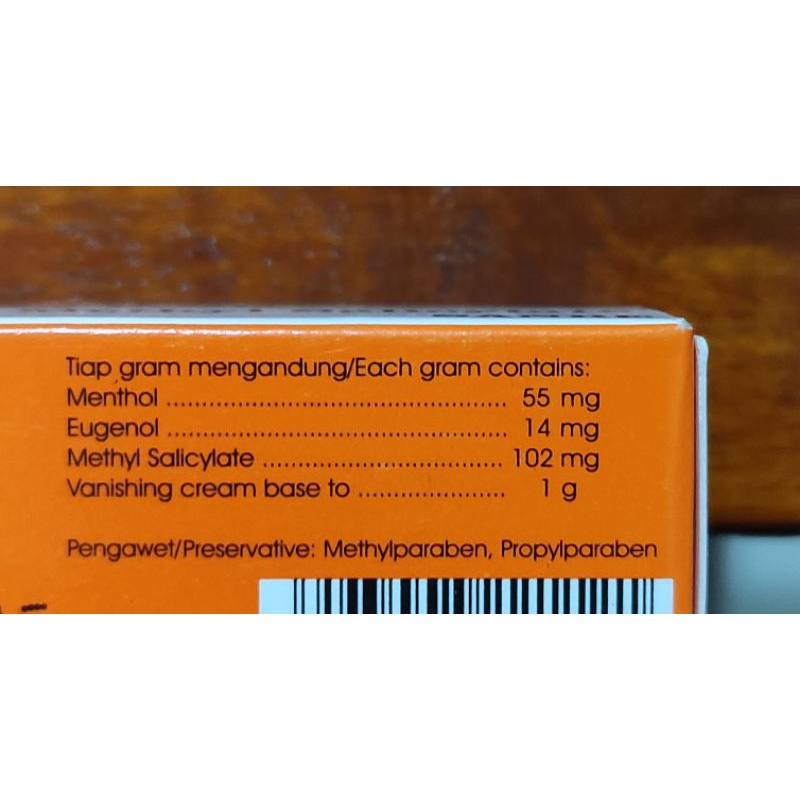 Tiap gram mengandung/Each gram contains:
Menthol ................................................ 55 mg
Eugenol ................................................ 14 mg
Methyl Salicylate .................................. 102 mg
Vanishing cream base to ..................... 1 g
Pengawet/Preservative: Methylparaben, Propylparaben